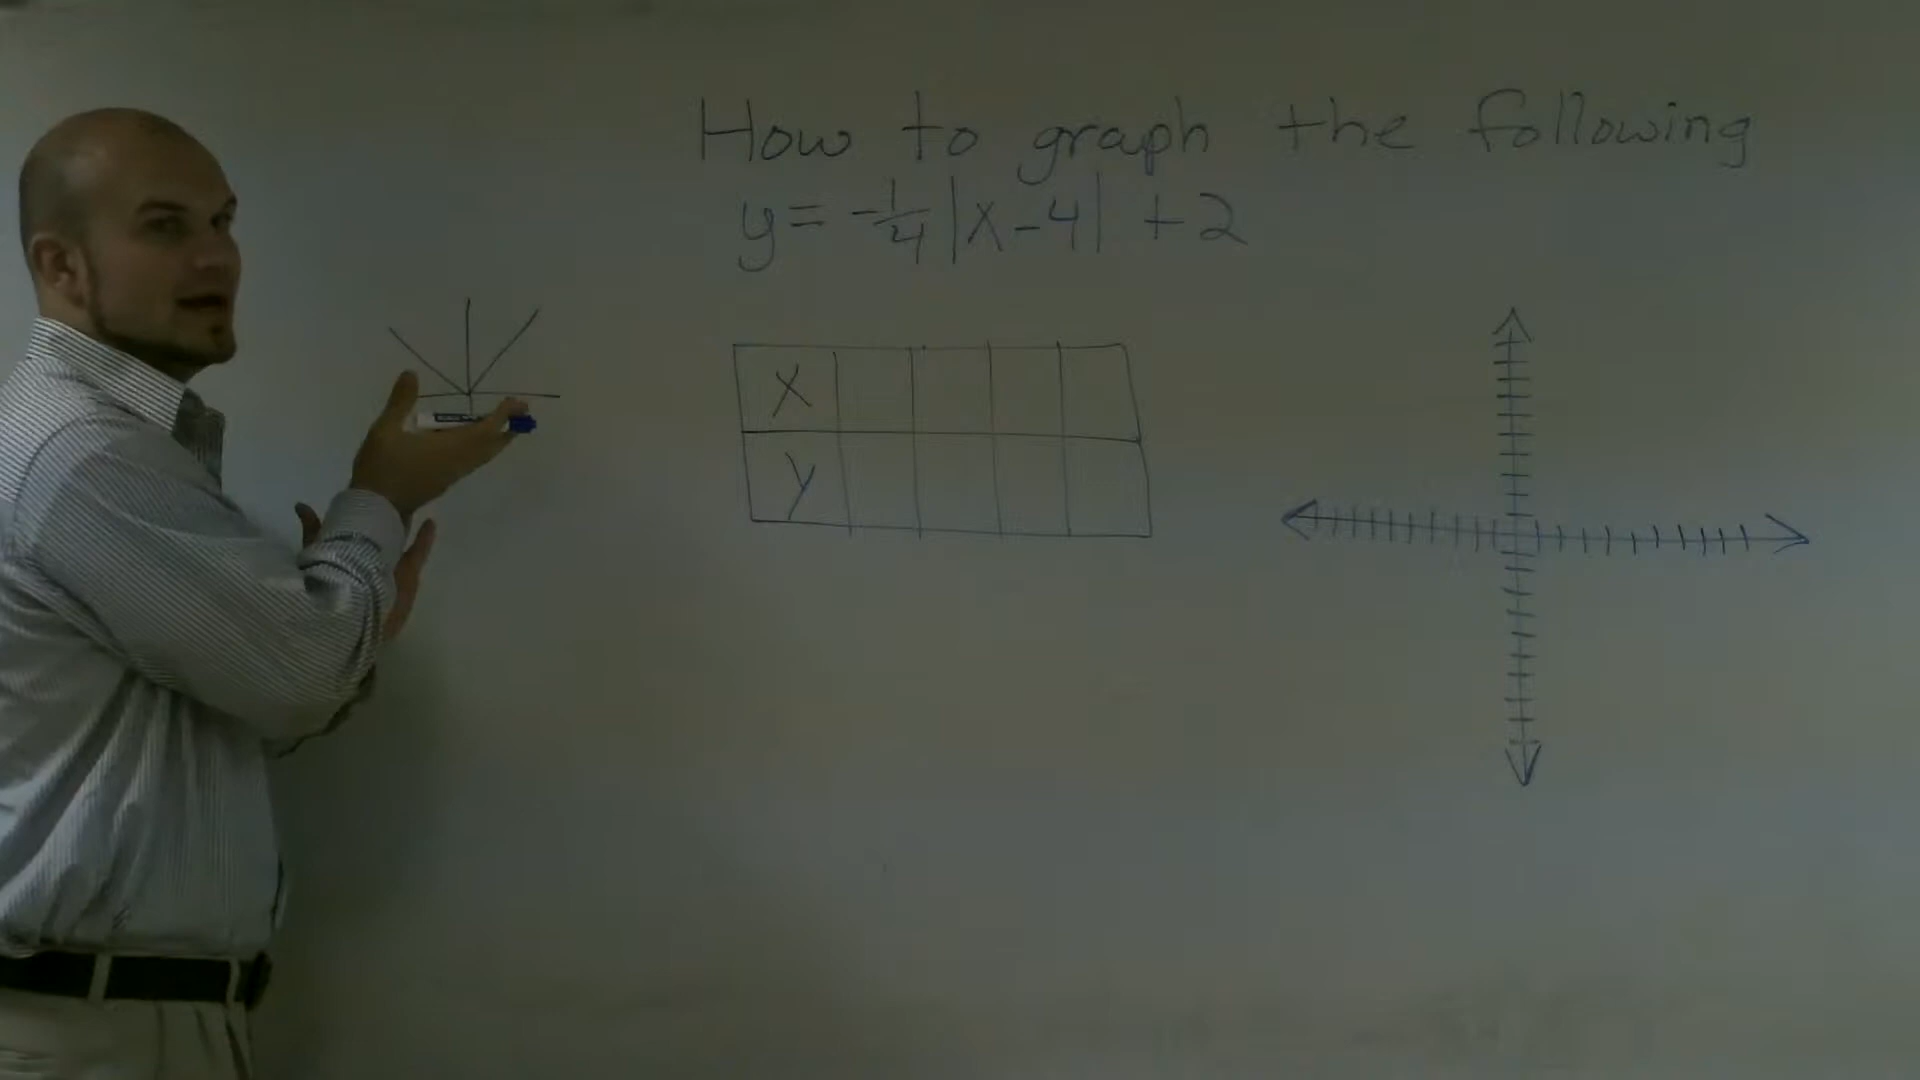 How to graph the following
y = -1/4 |x-4| +2
X
Y